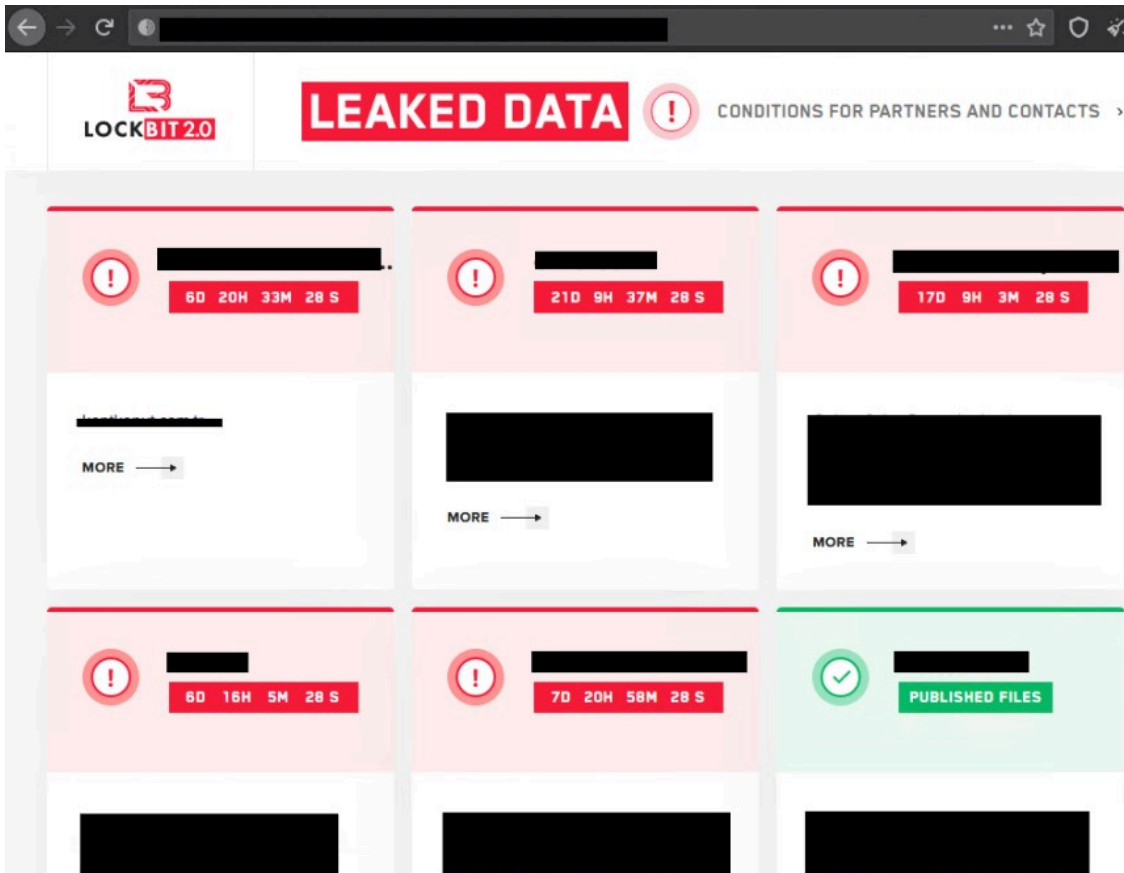 LOCKBIT 2.0
LEAKED DATA
!
CONDITIONS FOR PARTNERS AND CONTACTS >
!
6D 20H 33M 28 S
MORE
!
21D 9H 37M 28 S
MORE
!
17D 9H 3M 28 S
MORE
!
6D 16H 5M 28 S
!
7D 20H 58M 28 S
PUBLISHED FILES